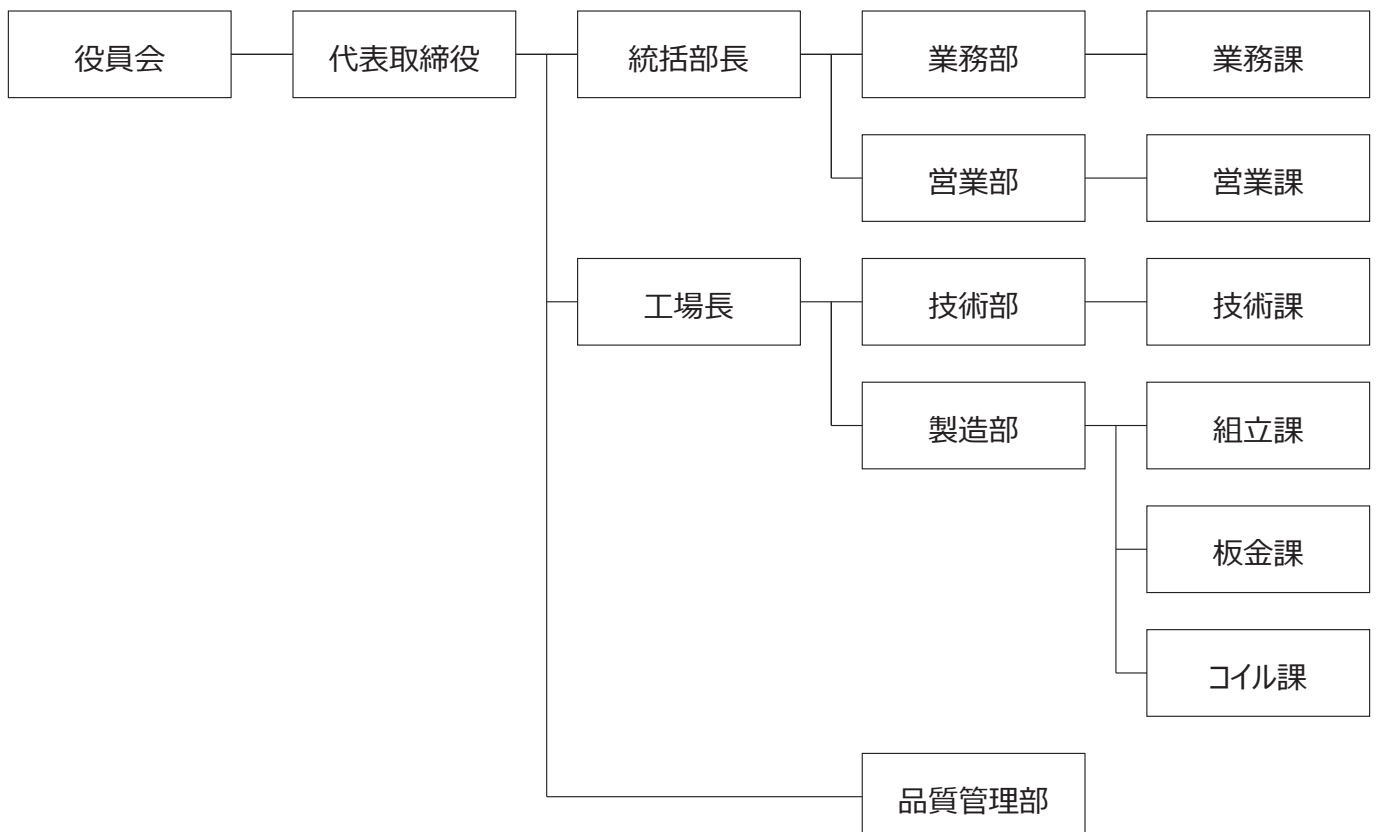 役員会
代表取締役
統括部長
業務部
業務課
営業部
営業課
工場長
技術部
技術課
製造部
組立課
板金課
コイル課
品質管理部